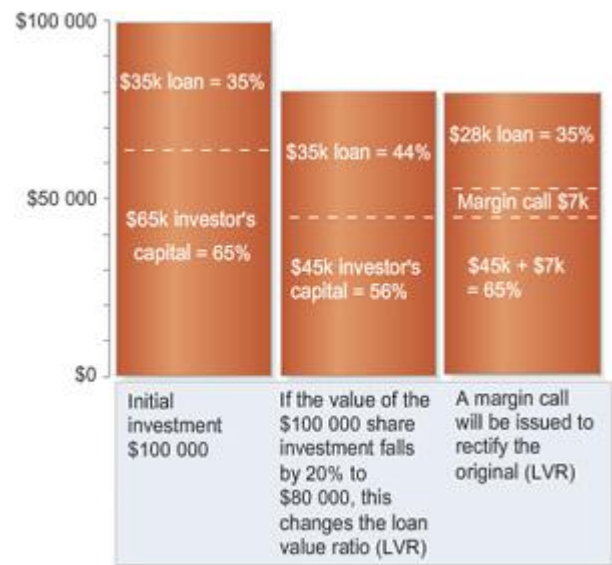 $100 000
$50 000
$0
$35k loan = 35%
$65k investor's
capital = 65%
$35k loan = 44%
$45k investor's
capital = 56%
$28k loan = 35%
Margin call $7k
$45k + $7k
= 65%
Initial
investment
$100 000
If the value of the
$100 000 share
investment falls
by 20% to
$80 000, this
changes the loan
value ratio (LVR)
A margin call
will be issued to
rectify the
original (LVR)